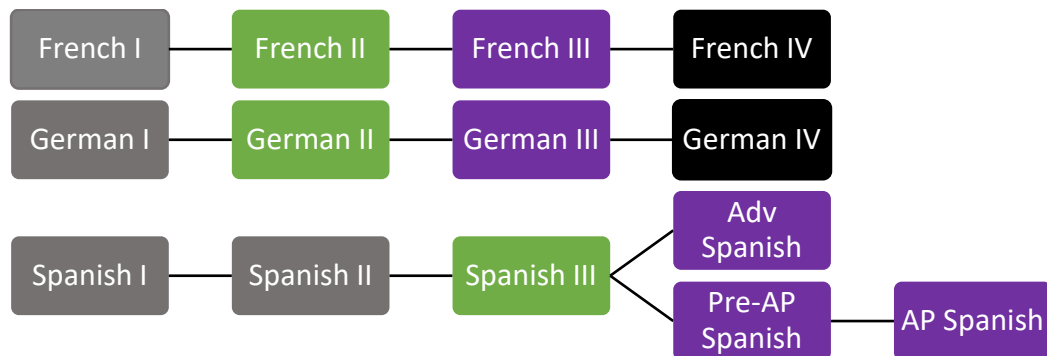 French I
French II
French III
French IV
German I
German II
German III
German IV
Spanish I
Spanish II
Spanish III
Adv
Spanish
Pre-AP
Spanish
AP Spanish